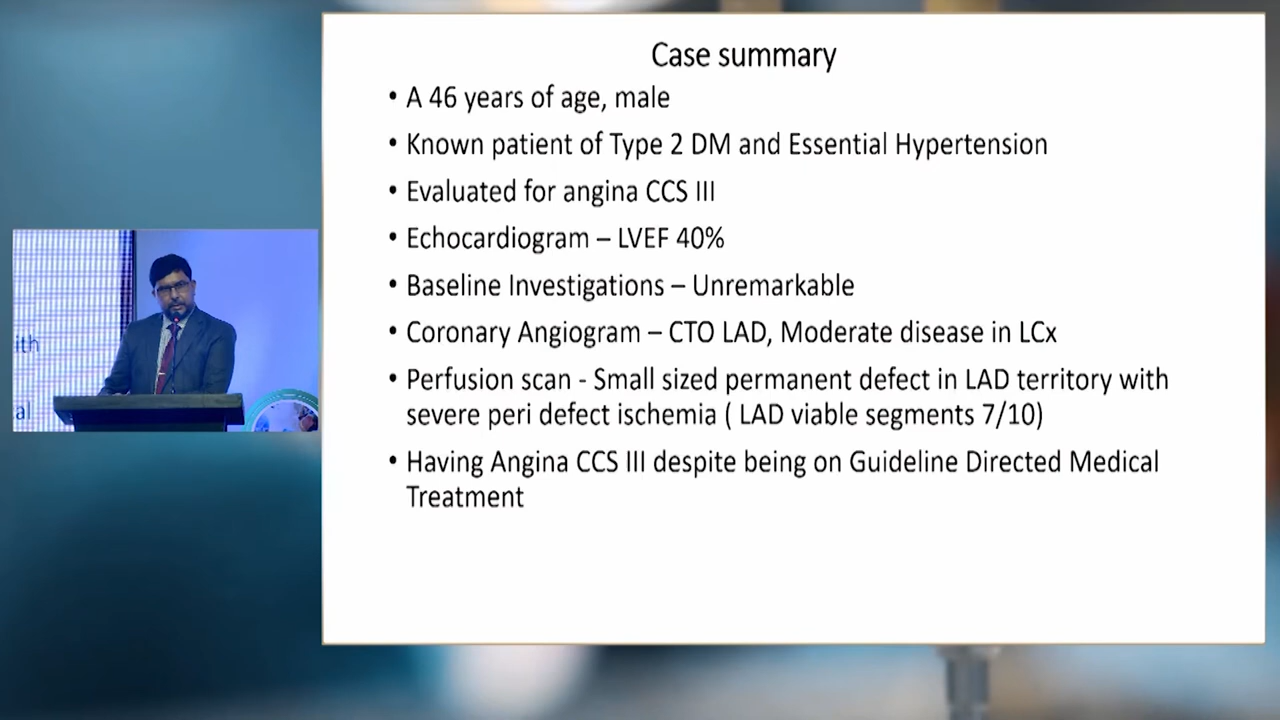 Case summary
• A 46 years of age, male
• Known patient of Type 2 DM and Essential Hypertension
• Evaluated for angina CCS III
• Echocardiogram – LVEF 40%
• Baseline Investigations – Unremarkable
• Coronary Angiogram – CTO LAD, Moderate disease in LCx
• Perfusion scan - Small sized permanent defect in LAD territory with
severe peri defect ischemia ( LAD viable segments 7/10)
• Having Angina CCS III despite being on Guideline Directed Medical
Treatment
ith
al